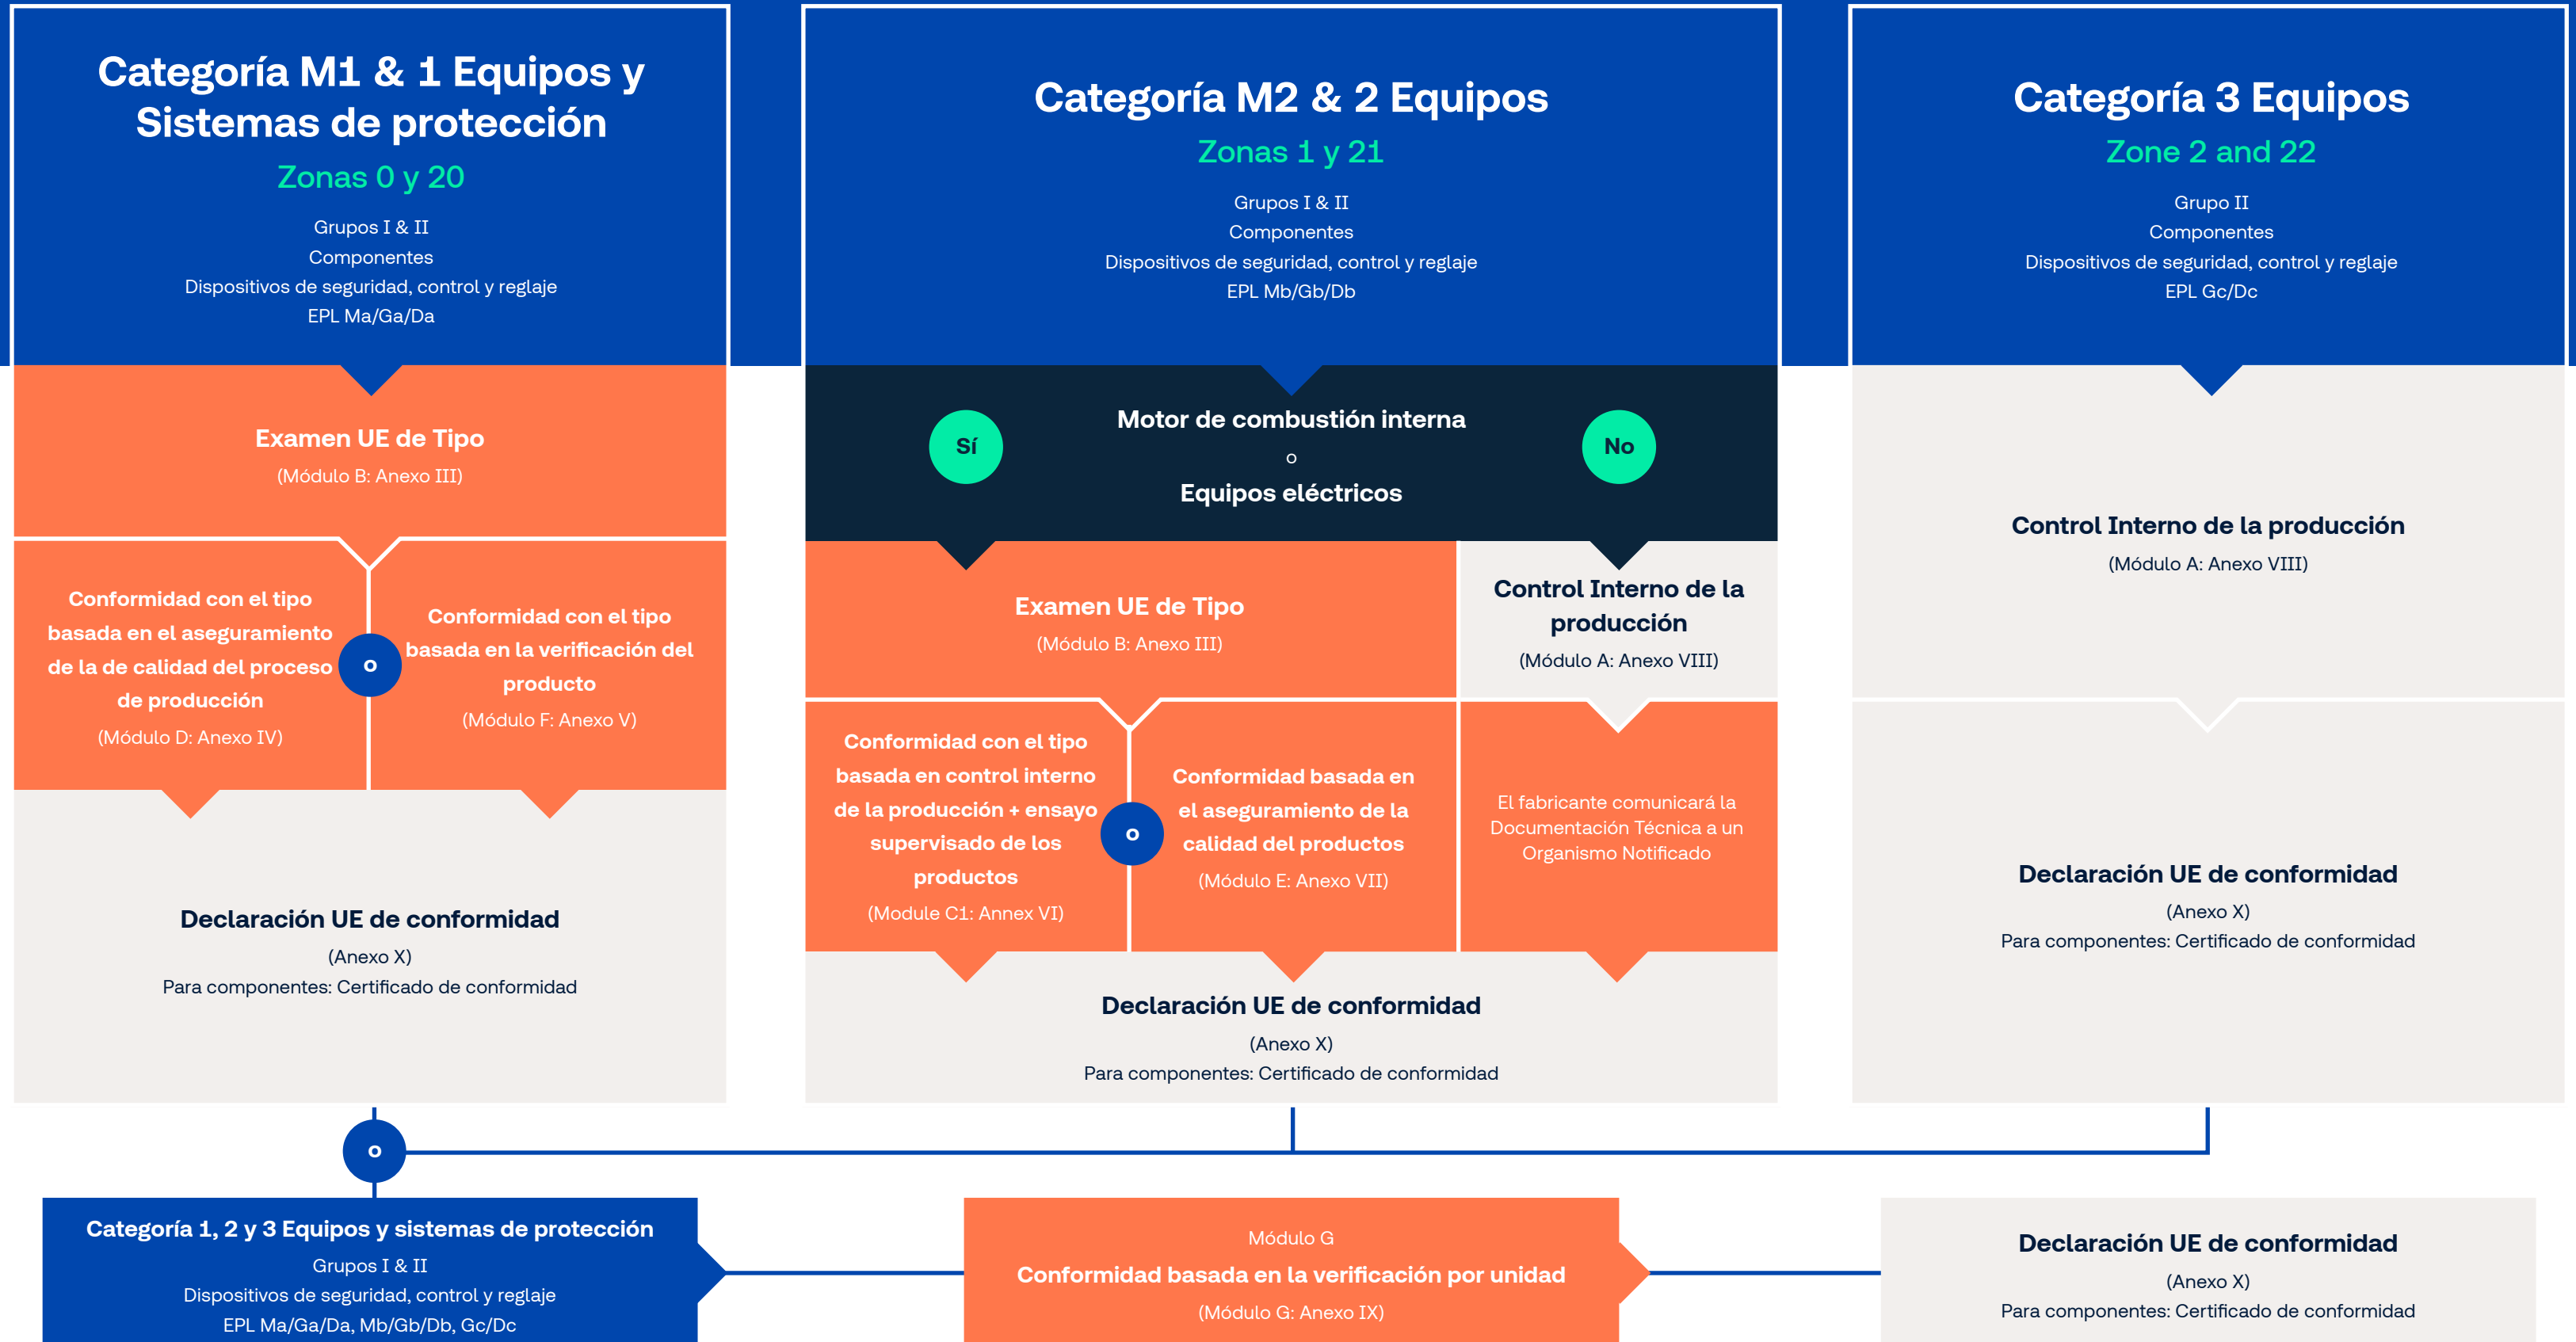 Categoría M1 & 1 Equipos y
Sistemas de protección
Zonas 0 y 20
Grupos I & II
Componentes
Dispositivos de seguridad, control y reglaje
EPL Ma/Ga/Da
Examen UE de Tipo
(Módulo B: Anexo III)
Conformidad con el tipo
basada en el aseguramiento
de la de calidad del proceso
de producción
(Módulo D: Anexo IV)
o
Conformidad con el tipo
basada en la verificación del
producto
(Módulo F: Anexo V)
Declaración UE de conformidad
(Anexo X)
Para componentes: Certificado de conformidad
Categoría M2 & 2 Equipos
Zonas 1 y 21
Grupos I & II
Componentes
Dispositivos de seguridad, control y reglaje
EPL Mb/Gb/Db
Sí
Motor de combustión interna
o
Equipos eléctricos
No
Examen UE de Tipo
(Módulo B: Anexo III)
Control Interno de la
producción
(Módulo A: Anexo VIII)
Conformidad con el tipo
basada en control interno
de la producción + ensayo
supervisado de los
productos
(Module C1: Annex VI)
o
Conformidad basada en
el aseguramiento de la
calidad del productos
(Módulo E: Anexo VII)
El fabricante comunicará la
Documentación Técnica a un
Organismo Notificado
Declaración UE de conformidad
(Anexo X)
Para componentes: Certificado de conformidad
Categoría 3 Equipos
Zone 2 and 22
Grupo II
Componentes
Dispositivos de seguridad, control y reglaje
EPL Gc/Dc
Control Interno de la producción
(Módulo A: Anexo VIII)
Declaración UE de conformidad
(Anexo X)
Para componentes: Certificado de conformidad
o
Categoría 1, 2 y 3 Equipos y sistemas de protección
Grupos I & II
Dispositivos de seguridad, control y reglaje
EPL Ma/Ga/Da, Mb/Gb/Db, Gc/Dc
Módulo G
Conformidad basada en la verificación por unidad
(Módulo G: Anexo IX)
Declaración UE de conformidad
(Anexo X)
Para componentes: Certificado de conformidad